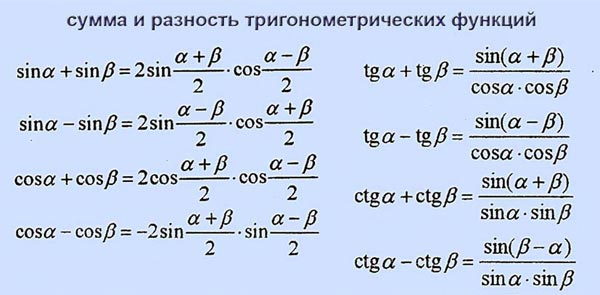 сумма и разность тригонометрических функций
sinα + sinβ = 2sin (α + β)/2 · cos (α − β)/2
sinα − sinβ = 2sin (α − β)/2 · cos (α + β)/2
cosα + cosβ = 2cos (α + β)/2 · cos (α − β)/2
cosα − cosβ = −2sin (α + β)/2 · sin (α − β)/2
tgα + tgβ = sin(α + β)/(cosα · cosβ)
tgα − tgβ = sin(α − β)/(cosα · cosβ)
ctgα + ctgβ = sin(α + β)/(sinα · sinβ)
ctgα − ctgβ = sin(β − α)/(sinα · sinβ)